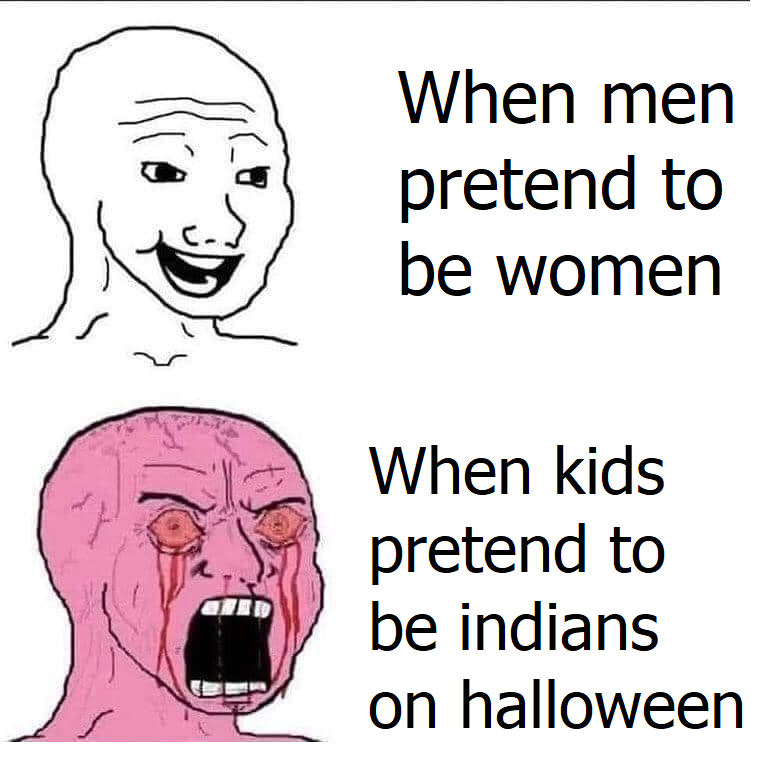 When men
pretend to
be women
When kids
pretend to
be indians
on halloween